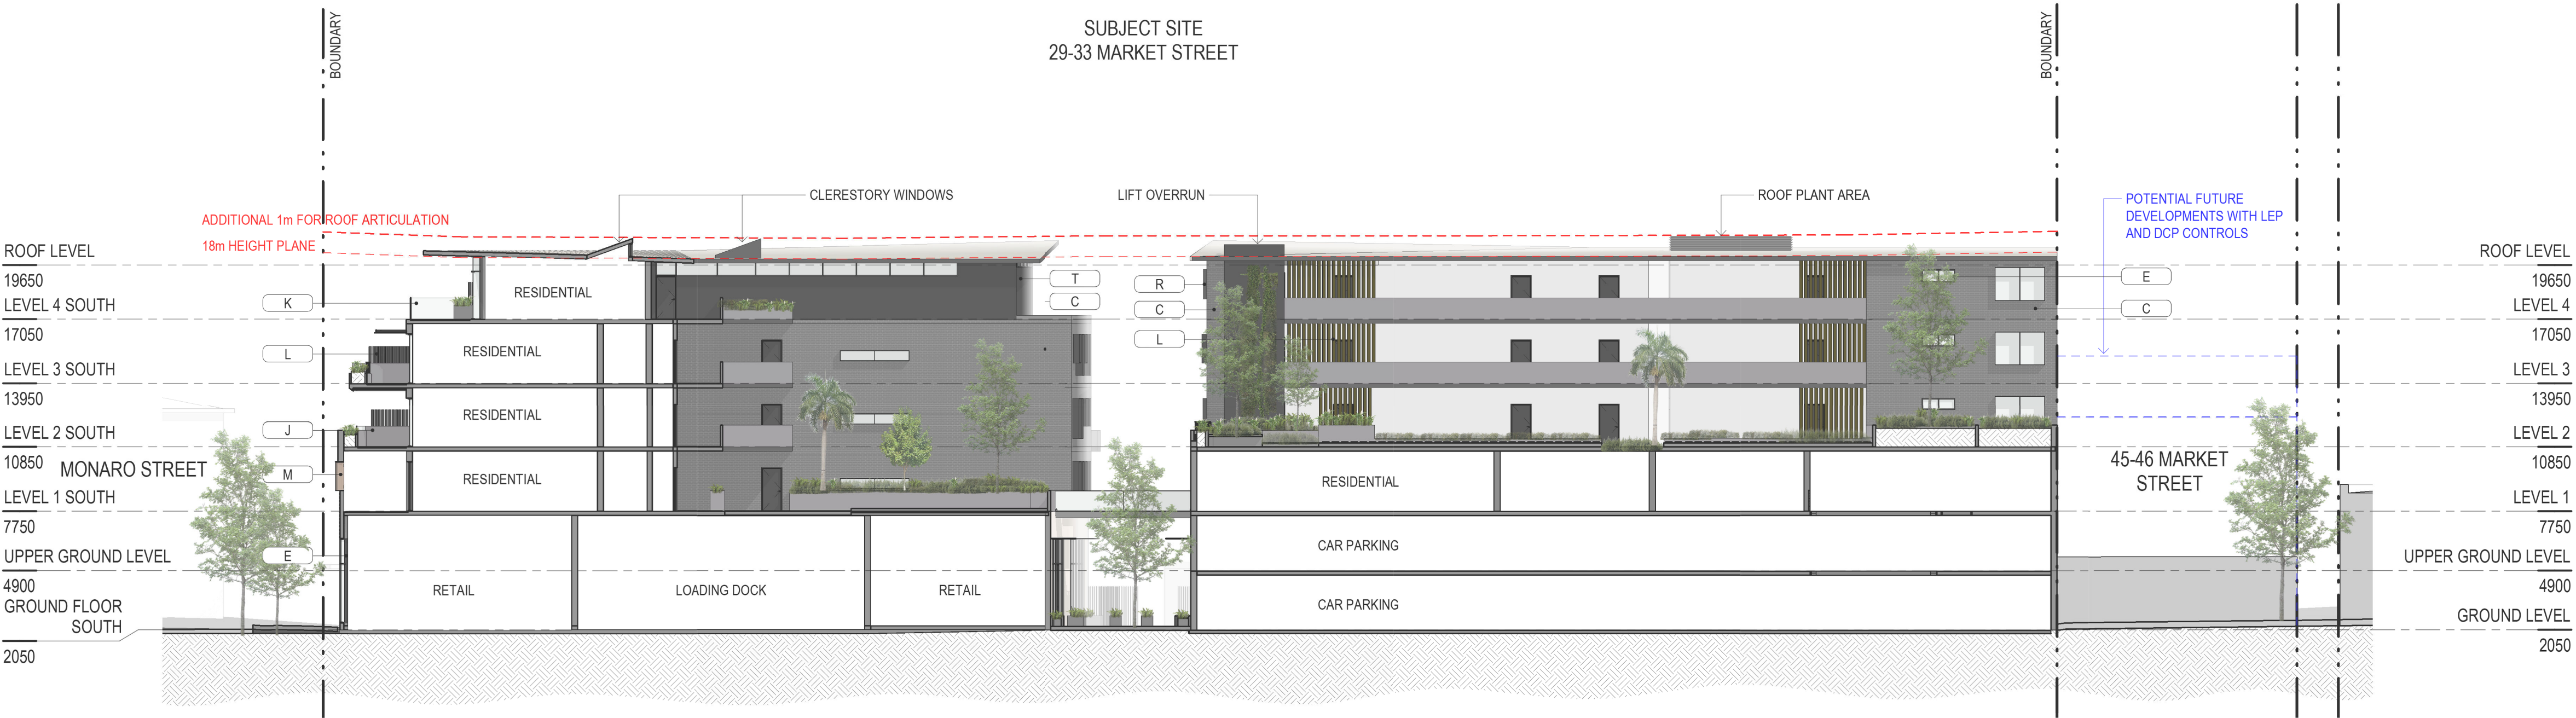 SUBJECT SITE
29-33 MARKET STREET
BOUNDARY
BOUNDARY
CLERESTORY WINDOWS
LIFT OVERRUN
ROOF PLANT AREA
POTENTIAL FUTURE
DEVELOPMENTS WITH LEP
AND DCP CONTROLS
ADDITIONAL 1m FOR ROOF ARTICULATION
18m HEIGHT PLANE
ROOF LEVEL
19650
LEVEL 4 SOUTH
17050
LEVEL 3 SOUTH
13950
LEVEL 2 SOUTH
10850
MONARO STREET
LEVEL 1 SOUTH
7750
UPPER GROUND LEVEL
4900
GROUND FLOOR
SOUTH
2050
K
L
J
M
E
RESIDENTIAL
RESIDENTIAL
RESIDENTIAL
RESIDENTIAL
RETAIL
LOADING DOCK
RETAIL
T
C
R
C
L
RESIDENTIAL
CAR PARKING
CAR PARKING
E
C
45-46 MARKET
STREET
ROOF LEVEL
19650
LEVEL 4
17050
LEVEL 3
13950
LEVEL 2
10850
LEVEL 1
7750
UPPER GROUND LEVEL
4900
GROUND LEVEL
2050